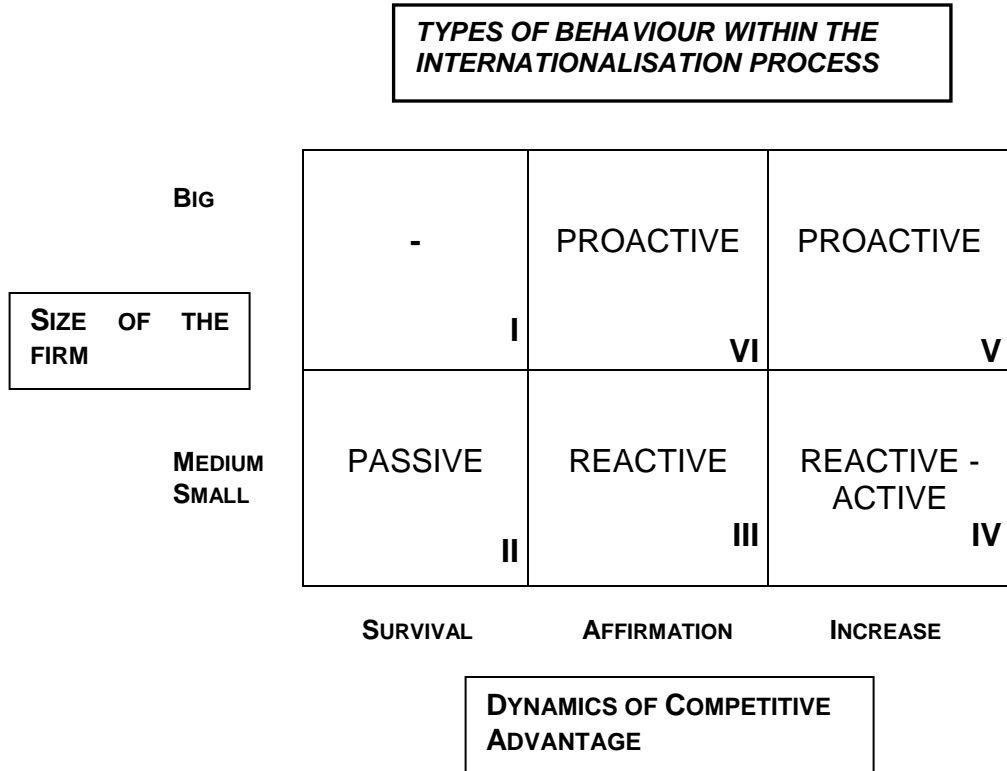 TYPES OF BEHAVIOUR WITHIN THE
INTERNATIONALISATION PROCESS
BIG
-
PROACTIVE
PROACTIVE
I
VI
V
SIZE OF THE
FIRM
MEDIUM
SMALL
PASSIVE
REACTIVE
REACTIVE -
ACTIVE
II
III
IV
SURVIVAL
AFFIRMATION
INCREASE
DYNAMICS OF COMPETITIVE
ADVANTAGE